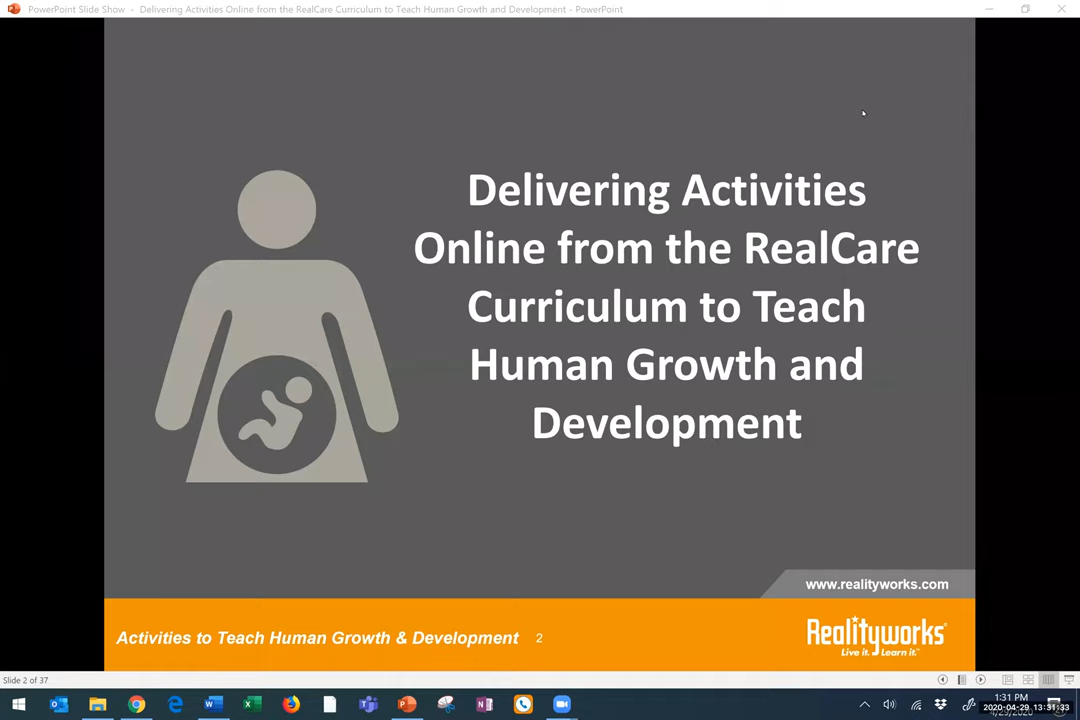 PowerPoint Slide Show - Delivering Activities Online from the RealCare Curriculum to Teach Human Growth and Development - PowerPoint
Delivering Activities
Online from the RealCare
Curriculum to Teach
Human Growth and
Development
www.realityworks.com
Activities to Teach Human Growth & Development 2
Realityworks®
Live it. Learn it.™
Slide 2 of 37
1:31 PM
2020-04-29 13:31:33